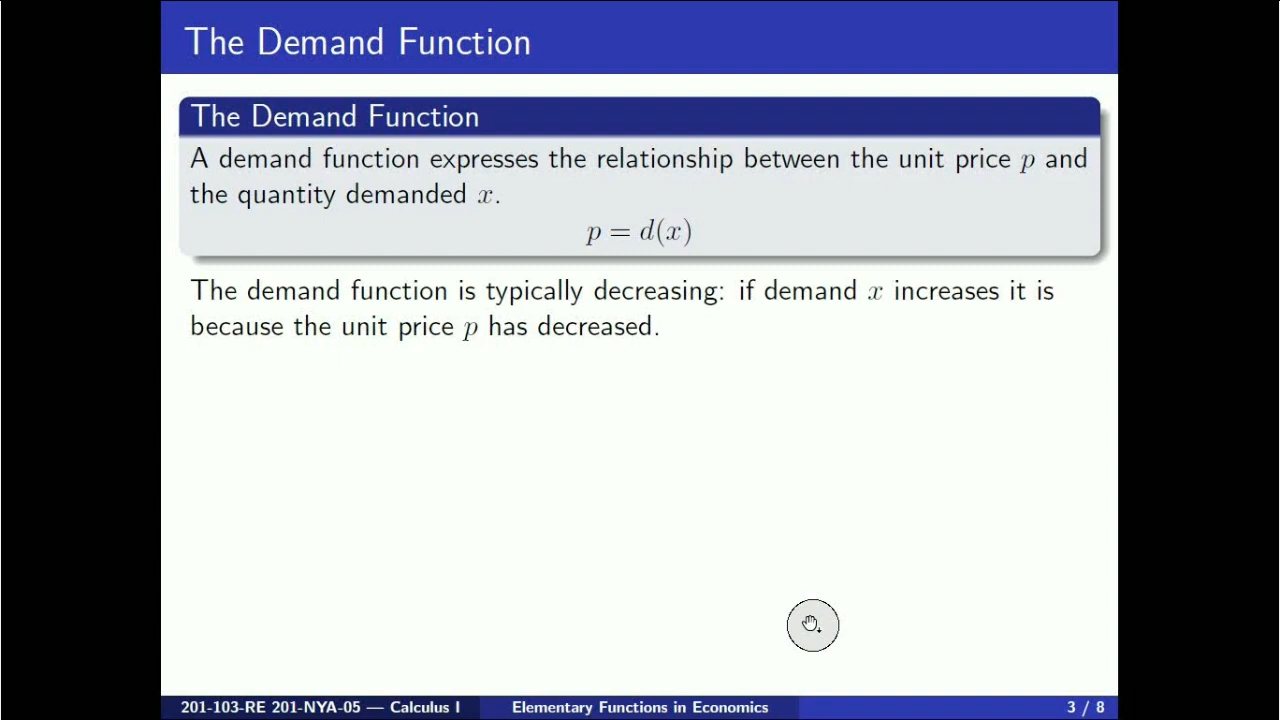 The Demand Function
The Demand Function
A demand function expresses the relationship between the unit price p and
the quantity demanded x.
p = d(x)
The demand function is typically decreasing: if demand x increases it is
because the unit price p has decreased.
201-103-RE 201-NYA-05 — Calculus I Elementary Functions in Economics 3 / 8